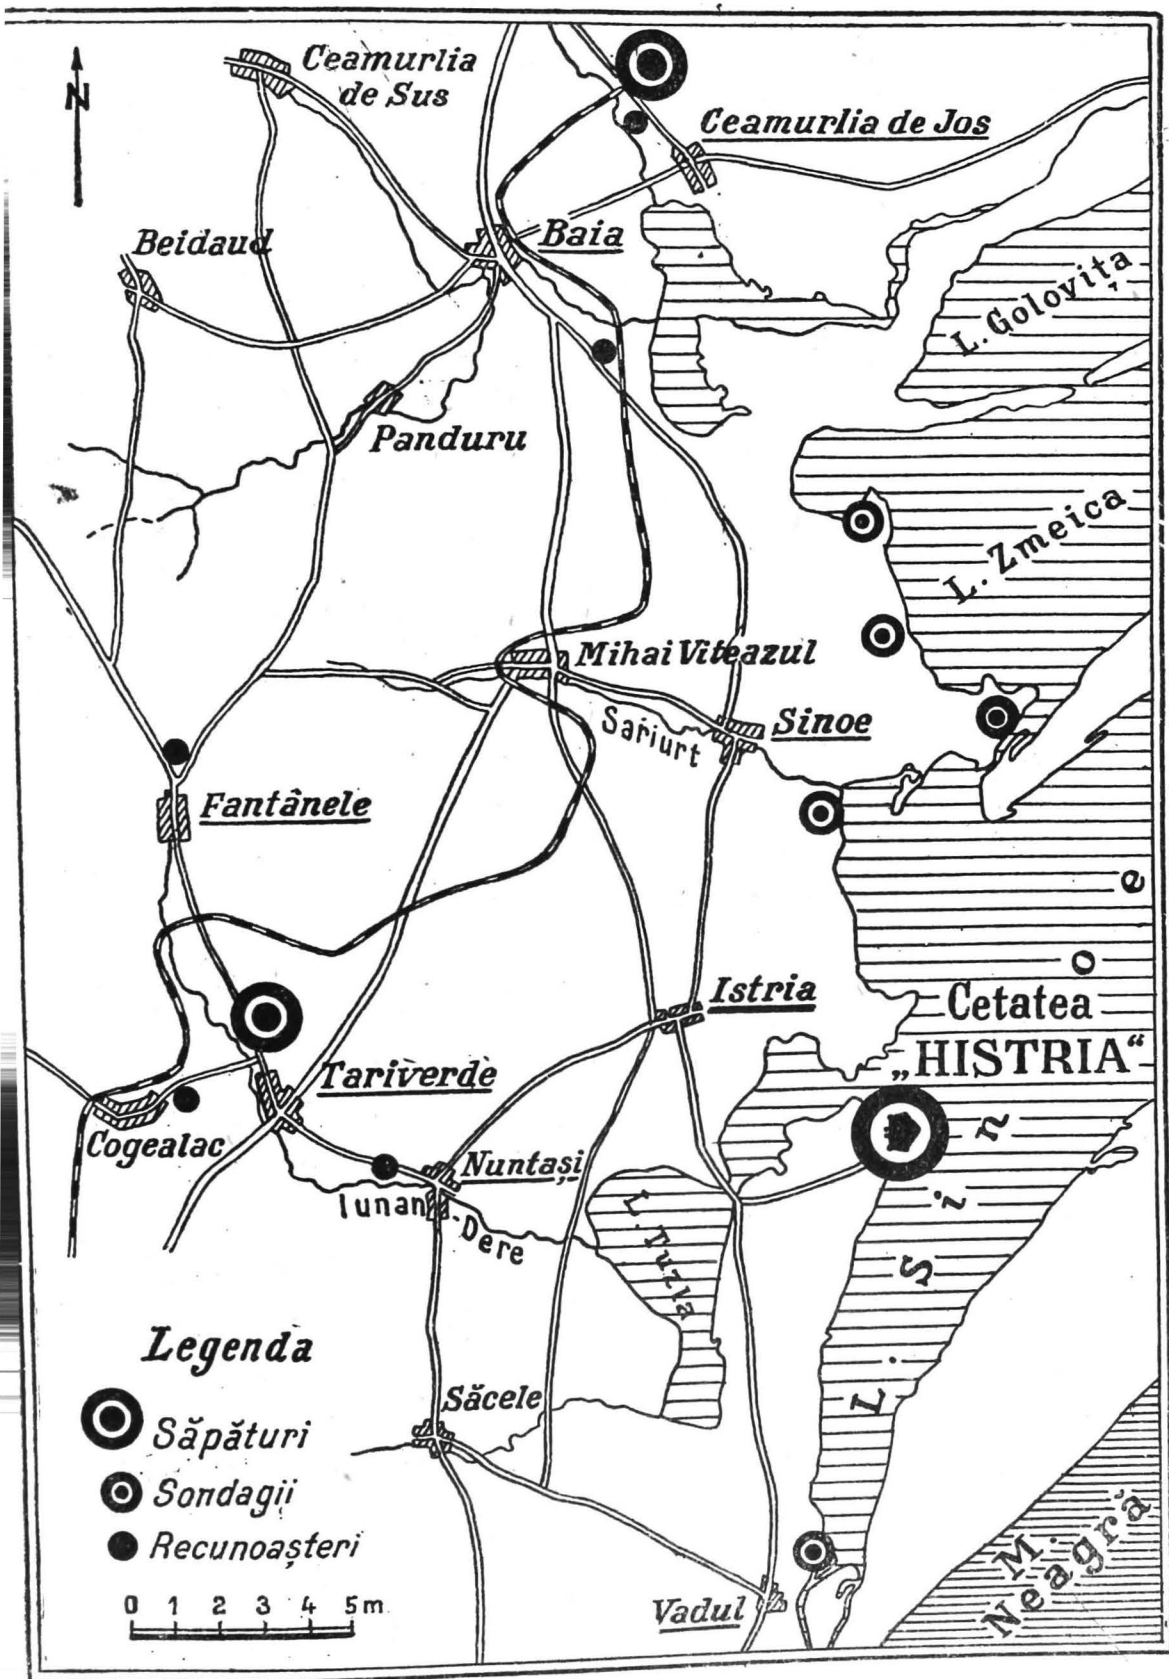 Ceamurlia
de Sus
N
Ceamurlia de Jos
Beidaud
Baia
L. Golovița
Panduru
L. Zmeica
Mihai Viteazul
Sariurt
Sinoe
Fantânele
Istria
Cetatea
„HISTRIA“
Tariverde
Cogealac
Nuntași
Iunan-Dere
L. Tuzla
L. Sinoe
Legenda
Săpături
Sondagii
Recunoașteri
0 1 2 3 4 5 m
Săcele
Vadul
M.
Neagră